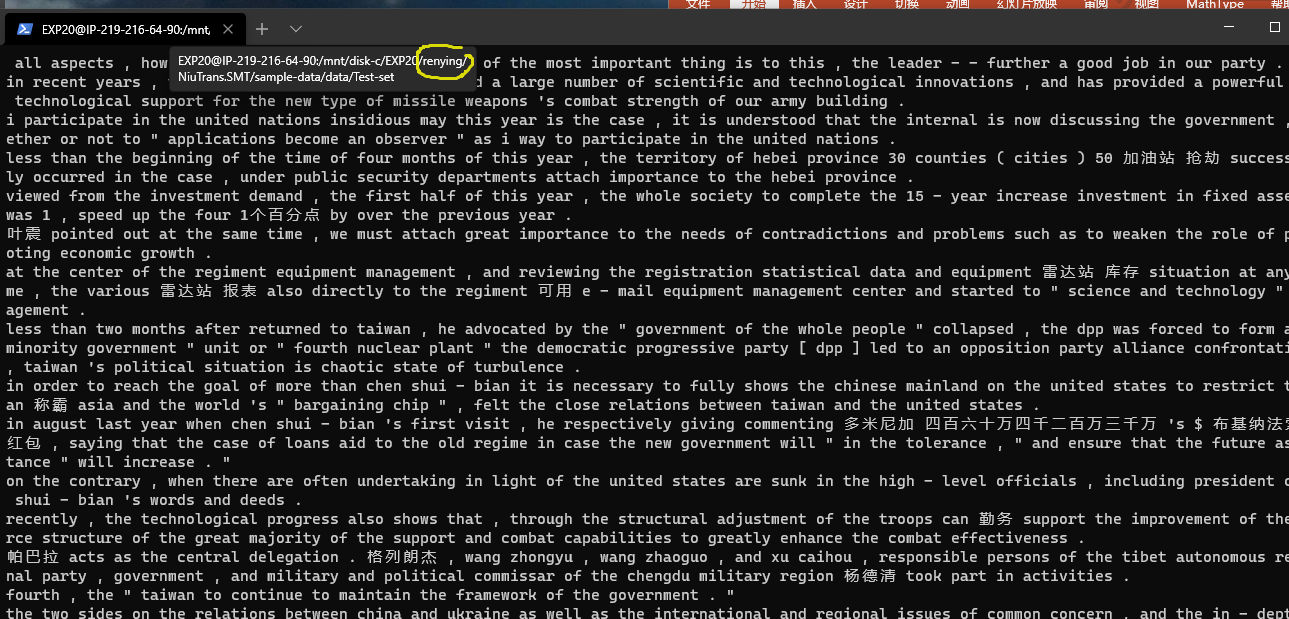 文件 开始 插入 设计 切换 动画 幻灯片放映 审阅 视图 MathType
EXP20@IP-219-216-64-90:/mnt,
EXP20@IP-219-216-64-90:/mnt/disk-c/EXP20/renying/
NiuTrans.SMT/sample-data/data/Test-set
all aspects , how of the most important thing is to this , the leader - - further a good job in our party .
in recent years , d a large number of scientific and technological innovations , and has provided a powerful
technological support for the new type of missile weapons 's combat strength of our army building .
i participate in the united nations insidious may this year is the case , it is understood that the internal is now discussing the government ,
ether or not to " applications become an observer " as i way to participate in the united nations .
less than the beginning of the time of four months of this year , the territory of hebei province 30 counties ( cities ) 50 加油站 抢劫 success
ly occurred in the case , under public security departments attach importance to the hebei province .
viewed from the investment demand , the first half of this year , the whole society to complete the 15 - year increase investment in fixed asse
was 1 , speed up the four 1个百分点 by over the previous year .
叶震 pointed out at the same time , we must attach great importance to the needs of contradictions and problems such as to weaken the role of p
oting economic growth .
at the center of the regiment equipment management , and reviewing the registration statistical data and equipment 雷达站 库存 situation at any
me , the various 雷达站 报表 also directly to the regiment 可用 e - mail equipment management center and started to " science and technology "
agement .
less than two months after returned to taiwan , he advocated by the " government of the whole people " collapsed , the dpp was forced to form a
minority government " unit or " fourth nuclear plant " the democratic progressive party [ dpp ] led to an opposition party alliance confrontati
, taiwan 's political situation is chaotic state of turbulence .
in order to reach the goal of more than chen shui - bian it is necessary to fully shows the chinese mainland on the united states to restrict t
an 称霸 asia and the world 's " bargaining chip " , felt the close relations between taiwan and the united states .
in august last year when chen shui - bian 's first visit , he respectively giving commenting 多米尼加 四百六十万四千二百万三千万 's $ 布基纳法
红包 , saying that the case of loans aid to the old regime in case the new government will " in the tolerance , " and ensure that the future as
tance " will increase . "
on the contrary , when there are often undertaking in light of the united states are sunk in the high - level officials , including president
shui - bian 's words and deeds .
recently , the technological progress also shows that , through the structural adjustment of the troops can 勤务 support the improvement of the
rce structure of the great majority of the support and combat capabilities to greatly enhance the combat effectiveness .
帕巴拉 acts as the central delegation . 格列朗杰 , wang zhongyu , wang zhaoguo , and xu caihou , responsible persons of the tibet autonomous re
nal party , government , and military and political commissar of the chengdu military region 杨德清 took part in activities .
fourth , the " taiwan to continue to maintain the framework of the government . "
the two sides on the relations between china and ukraine as well as the international and regional issues of common concern , and the in - dept